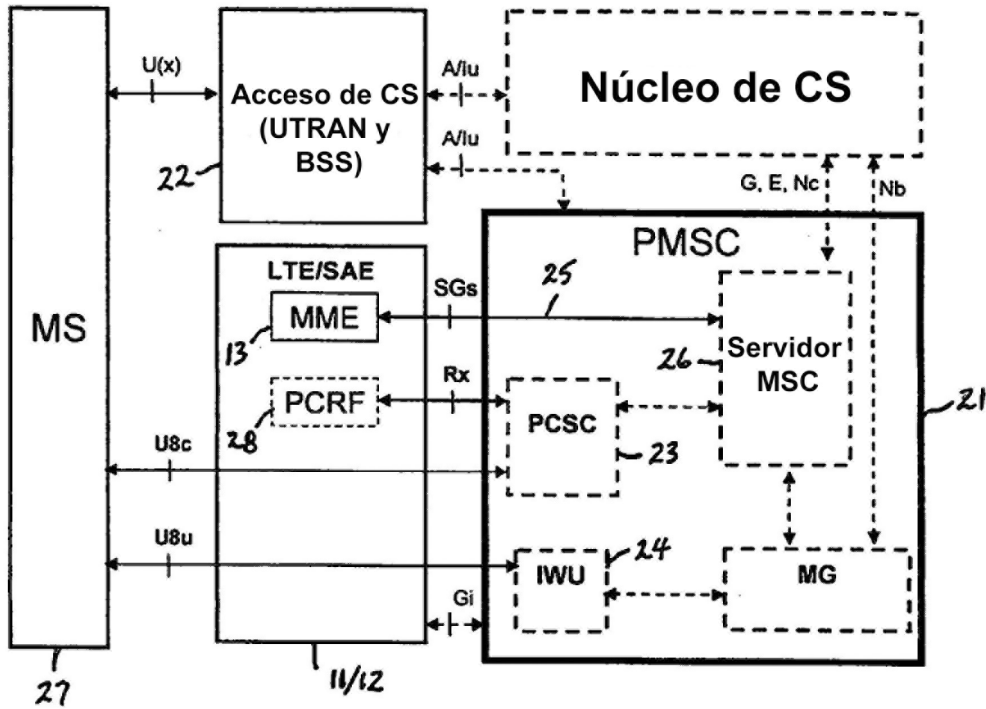 U(x)
Acceso de CS
(UTRAN y
BSS)
22
A/Iu
A/Iu
Núcleo de CS
G, E, Nc
Nb
MS
27
LTE/SAE
MME
13
PCRF
28
11/12
SGs
Rx
U8c
U8u
Gi
PMSC
25
26
Servidor
MSC
PCSC
23
IWU
24
MG
21